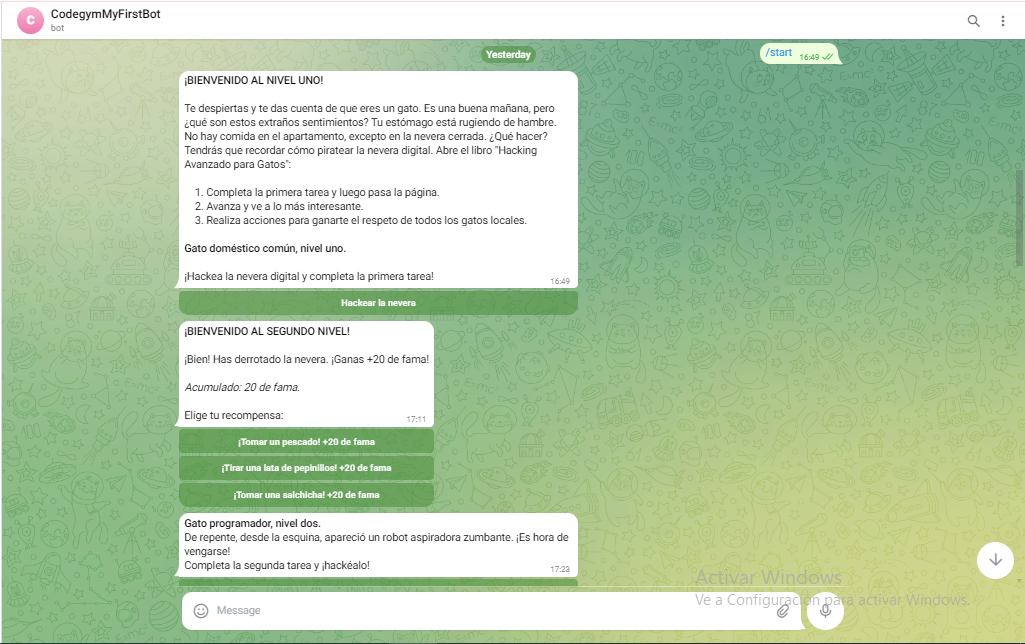 C
CodegymMyFirstBot
bot
Yesterday
/start 16:49
¡BIENVENIDO AL NIVEL UNO!
Te despiertas y te das cuenta de que eres un gato. Es una buena mañana, pero
¿qué son estos extraños sentimientos? Tu estómago está rugiendo de hambre.
No hay comida en el apartamento, excepto en la nevera cerrada. ¿Qué hacer?
Tendrás que recordar cómo piratear la nevera digital. Abre el libro "Hacking
Avanzado para Gatos":
1. Completa la primera tarea y luego pasa la página.
2. Avanza y ve a lo más interesante.
3. Realiza acciones para ganarte el respeto de todos los gatos locales.
Gato doméstico común, nivel uno.
¡Hackea la nevera digital y completa la primera tarea!
16:49
Hackear la nevera
¡BIENVENIDO AL SEGUNDO NIVEL!
¡Bien! Has derrotado la nevera. ¡Ganas +20 de fama!
Acumulado: 20 de fama.
Elige tu recompensa:
17:11
¡Tomar un pescado! +20 de fama
¡Tirar una lata de pepinillos! +20 de fama
¡Tomar una salchicha! +20 de fama
Gato programador, nivel dos.
De repente, desde la esquina, apareció un robot aspiradora zumbante. ¡Es hora de
vengarse!
Completa la segunda tarea y ¡hackéalo!
17:23
Activar Windows
Ve a Configuración para activar Windows.
Message